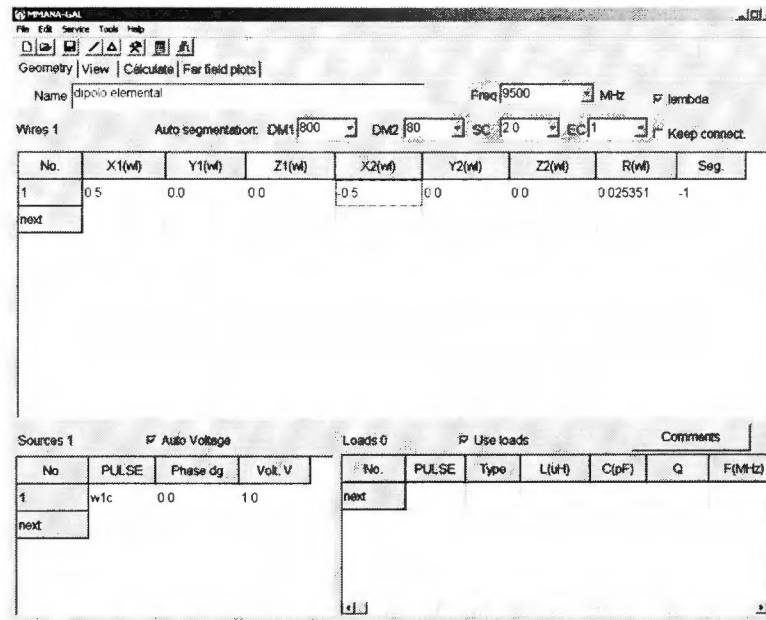 MMANA-GAL
File Edit Service Tools Help
Geometry View Calculate Far field plots
Name dipolo elemental Freq 9500 MHz lambda
Wires 1 Auto segmentation: DM1 800 DM2 80 SC 2.0 EC 1 Keep connect.
No. X1(wl) Y1(wl) Z1(wl) X2(wl) Y2(wl) Z2(wl) R(wl) Seg.
1 0.5 0.0 0.0 -0.5 0.0 0.0 0.025351 -1
next
Sources 1 Auto Voltage Loads 0 Use loads Comments
No PULSE Phase dg Volt. V No. PULSE Type L(uH) C(pF) Q F(MHz)
1 w1c 0.0 1.0 next
next